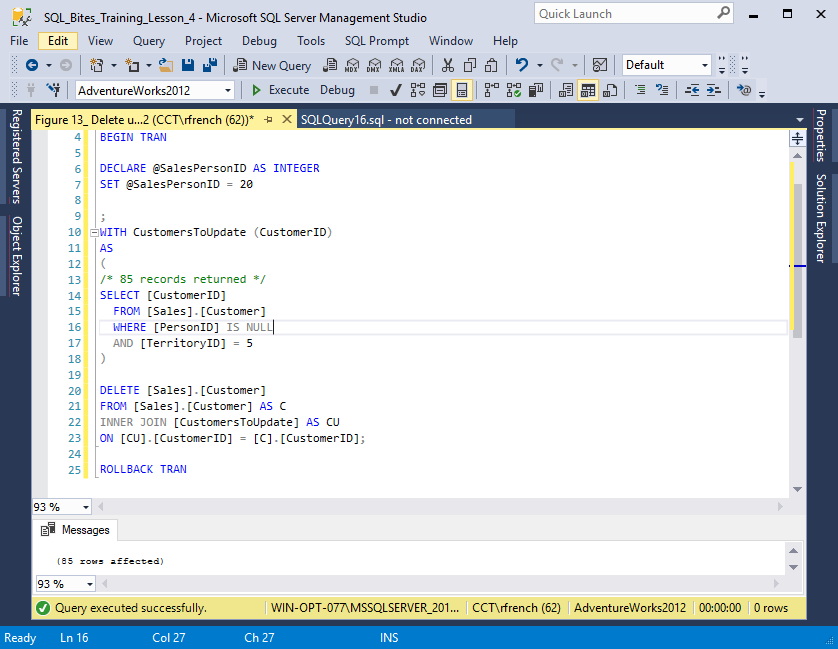 SQL_Bites_Training_Lesson_4 - Microsoft SQL Server Management Studio
Quick Launch
File Edit View Query Project Debug Tools SQL Prompt Window Help
New Query MDX DMX XMLA DAX Default
AdventureWorks2012 Execute Debug
Registered Servers
Object Explorer
Properties
Solution Explorer
Figure 13_ Delete u...2 (CCT\rfrench (62))* SQLQuery16.sql - not connected
4 BEGIN TRAN
5
6 DECLARE @SalesPersonID AS INTEGER
7 SET @SalesPersonID = 20
8
9 ;
10 WITH CustomersToUpdate (CustomerID)
11 AS
12 (
13 /* 85 records returned */
14 SELECT [CustomerID]
15 FROM [Sales].[Customer]
16 WHERE [PersonID] IS NULL
17 AND [TerritoryID] = 5
18 )
19
20 DELETE [Sales].[Customer]
21 FROM [Sales].[Customer] AS C
22 INNER JOIN [CustomersToUpdate] AS CU
23 ON [CU].[CustomerID] = [C].[CustomerID];
24
25 ROLLBACK TRAN
93 %
Messages
(85 rows affected)
93 %
Query executed successfully. WIN-OPT-077\MSSQLSERVER_201... CCT\rfrench (62) AdventureWorks2012 00:00:00 0 rows
Ready Ln 16 Col 27 Ch 27 INS